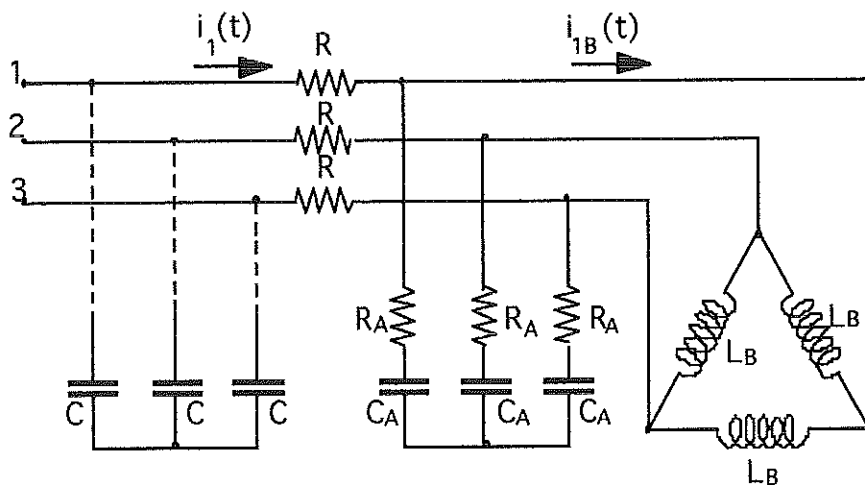 i1(t) i1B(t)
R
1
R
2
R
3
RA RA RA
LB LB
C C C CA CA CA
LB